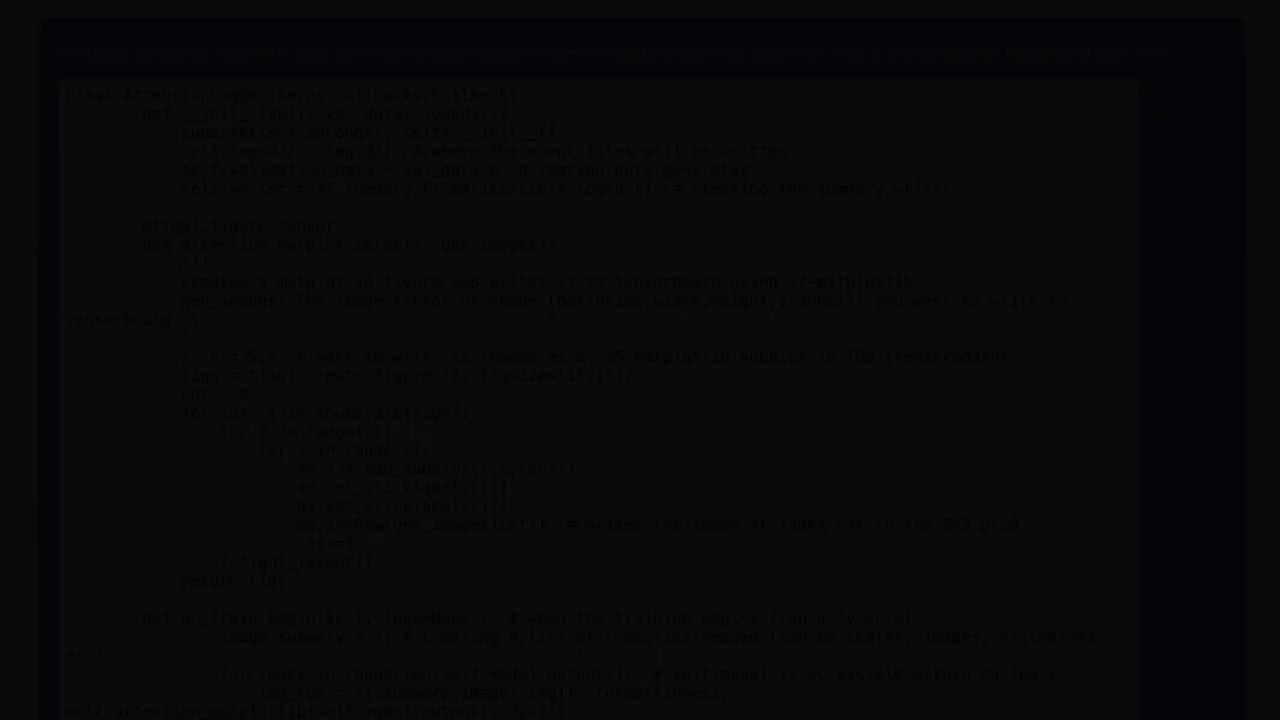 class AttentionLogger(keras.callbacks.Callback):
def __init__(self, val_data, logsdir):
super(AttentionLogger, self).__init__()
self.logsdir = logsdir # where the event files will be written
self.validation_data = val_data # validation data generator
self.writer = tf.summary.FileWriter(self.logsdir) # creating the summary writer
@tfmpl.figure_tensor
def attention_matplotlib(self, gen_images):
'''
Creates a matplotlib figure and writes it to tensorboard using tf-matplotlib
gen_images: The image tensor of shape (batchsize,width,height,channels) you want to write to
tensorboard
'''
r, c = 5,5 # want to write 25 images as a 5x5 matplotlib subplot in TBD (tensorboard)
figs = tfmpl.create_figures(1, figsize=(15,15))
cnt = 0
for idx, f in enumerate(figs):
for i in range(r):
for j in range(c):
ax = f.add_subplot(r,c,cnt+1)
ax.set_yticklabels([])
ax.set_xticklabels([])
ax.imshow(gen_images[cnt]) # writes the image at index cnt to the 5x5 grid
cnt+=1
f.tight_layout()
return figs
def on_train_begin(self, logs=None): # when the training begins (run only once)
image_summary = [] # creating a list of summaries needed (can be scalar, images, histograms
etc)
for index in range(len(self.model.output)): # self.model is accessible within callback
img_sum = tf.summary.image('img{}'.format(index),
self.attention_matplotlib(self.model.output[index]))